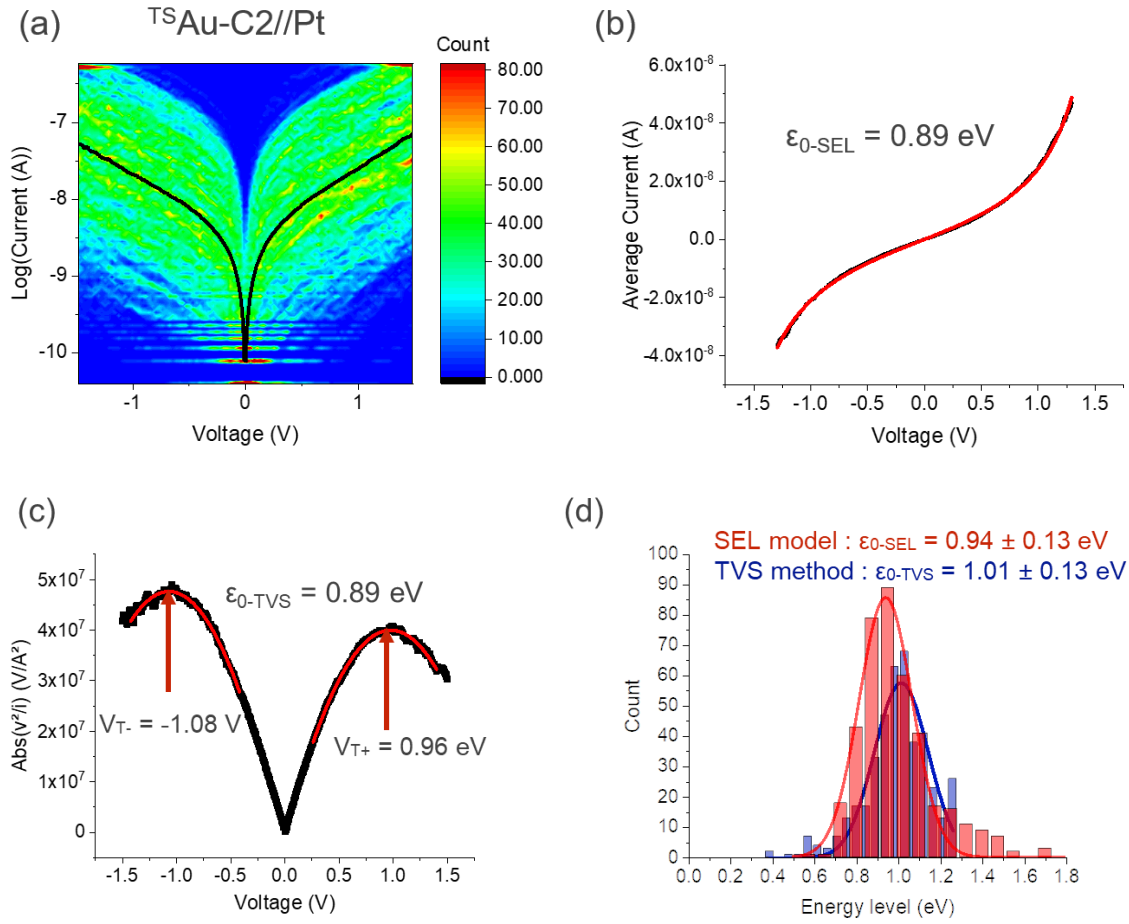 (a)
ᵀˢAu-C2//Pt
Count
80.00
70.00
60.00
50.00
40.00
30.00
20.00
10.00
0.000
Log(Current (A))
-7
-8
-9
-10
-1
0
1
Voltage (V)
(b)
6.0x10⁻⁸
4.0x10⁻⁸
2.0x10⁻⁸
0.0
-2.0x10⁻⁸
-4.0x10⁻⁸
Average Current (A)
ε₀₋SEL = 0.89 eV
-1.5 -1.0 -0.5 0.0 0.5 1.0 1.5
Voltage (V)
(c)
5x10⁷
4x10⁷
3x10⁷
2x10⁷
1x10⁷
0
Abs(v²/i) (V/A²)
ε₀₋TVS = 0.89 eV
VT- = -1.08 V
VT+ = 0.96 eV
-1.5 -1.0 -0.5 0.0 0.5 1.0 1.5
Voltage (V)
(d)
SEL model : ε₀₋SEL = 0.94 ± 0.13 eV
TVS method : ε₀₋TVS = 1.01 ± 0.13 eV
100
90
80
70
60
50
40
30
20
10
0
Count
0.0 0.2 0.4 0.6 0.8 1.0 1.2 1.4 1.6 1.8
Energy level (eV)